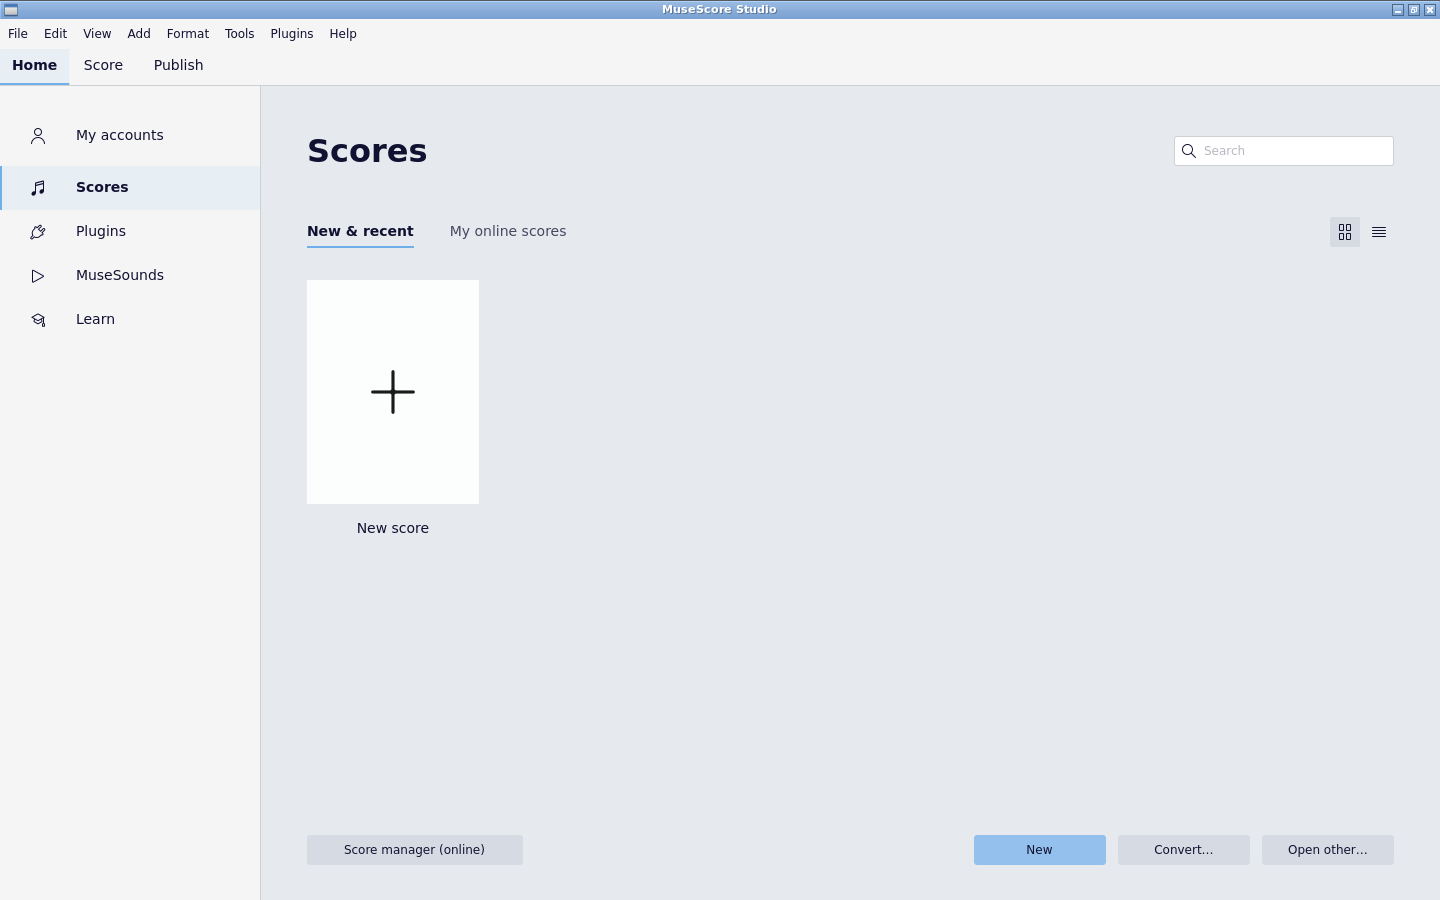 MuseScore Studio
File Edit View Add Format Tools Plugins Help
Home Score Publish
My accounts
Scores
Plugins
MuseSounds
Learn
Scores
Search
New & recent My online scores
New score
Score manager (online) New Convert... Open other...